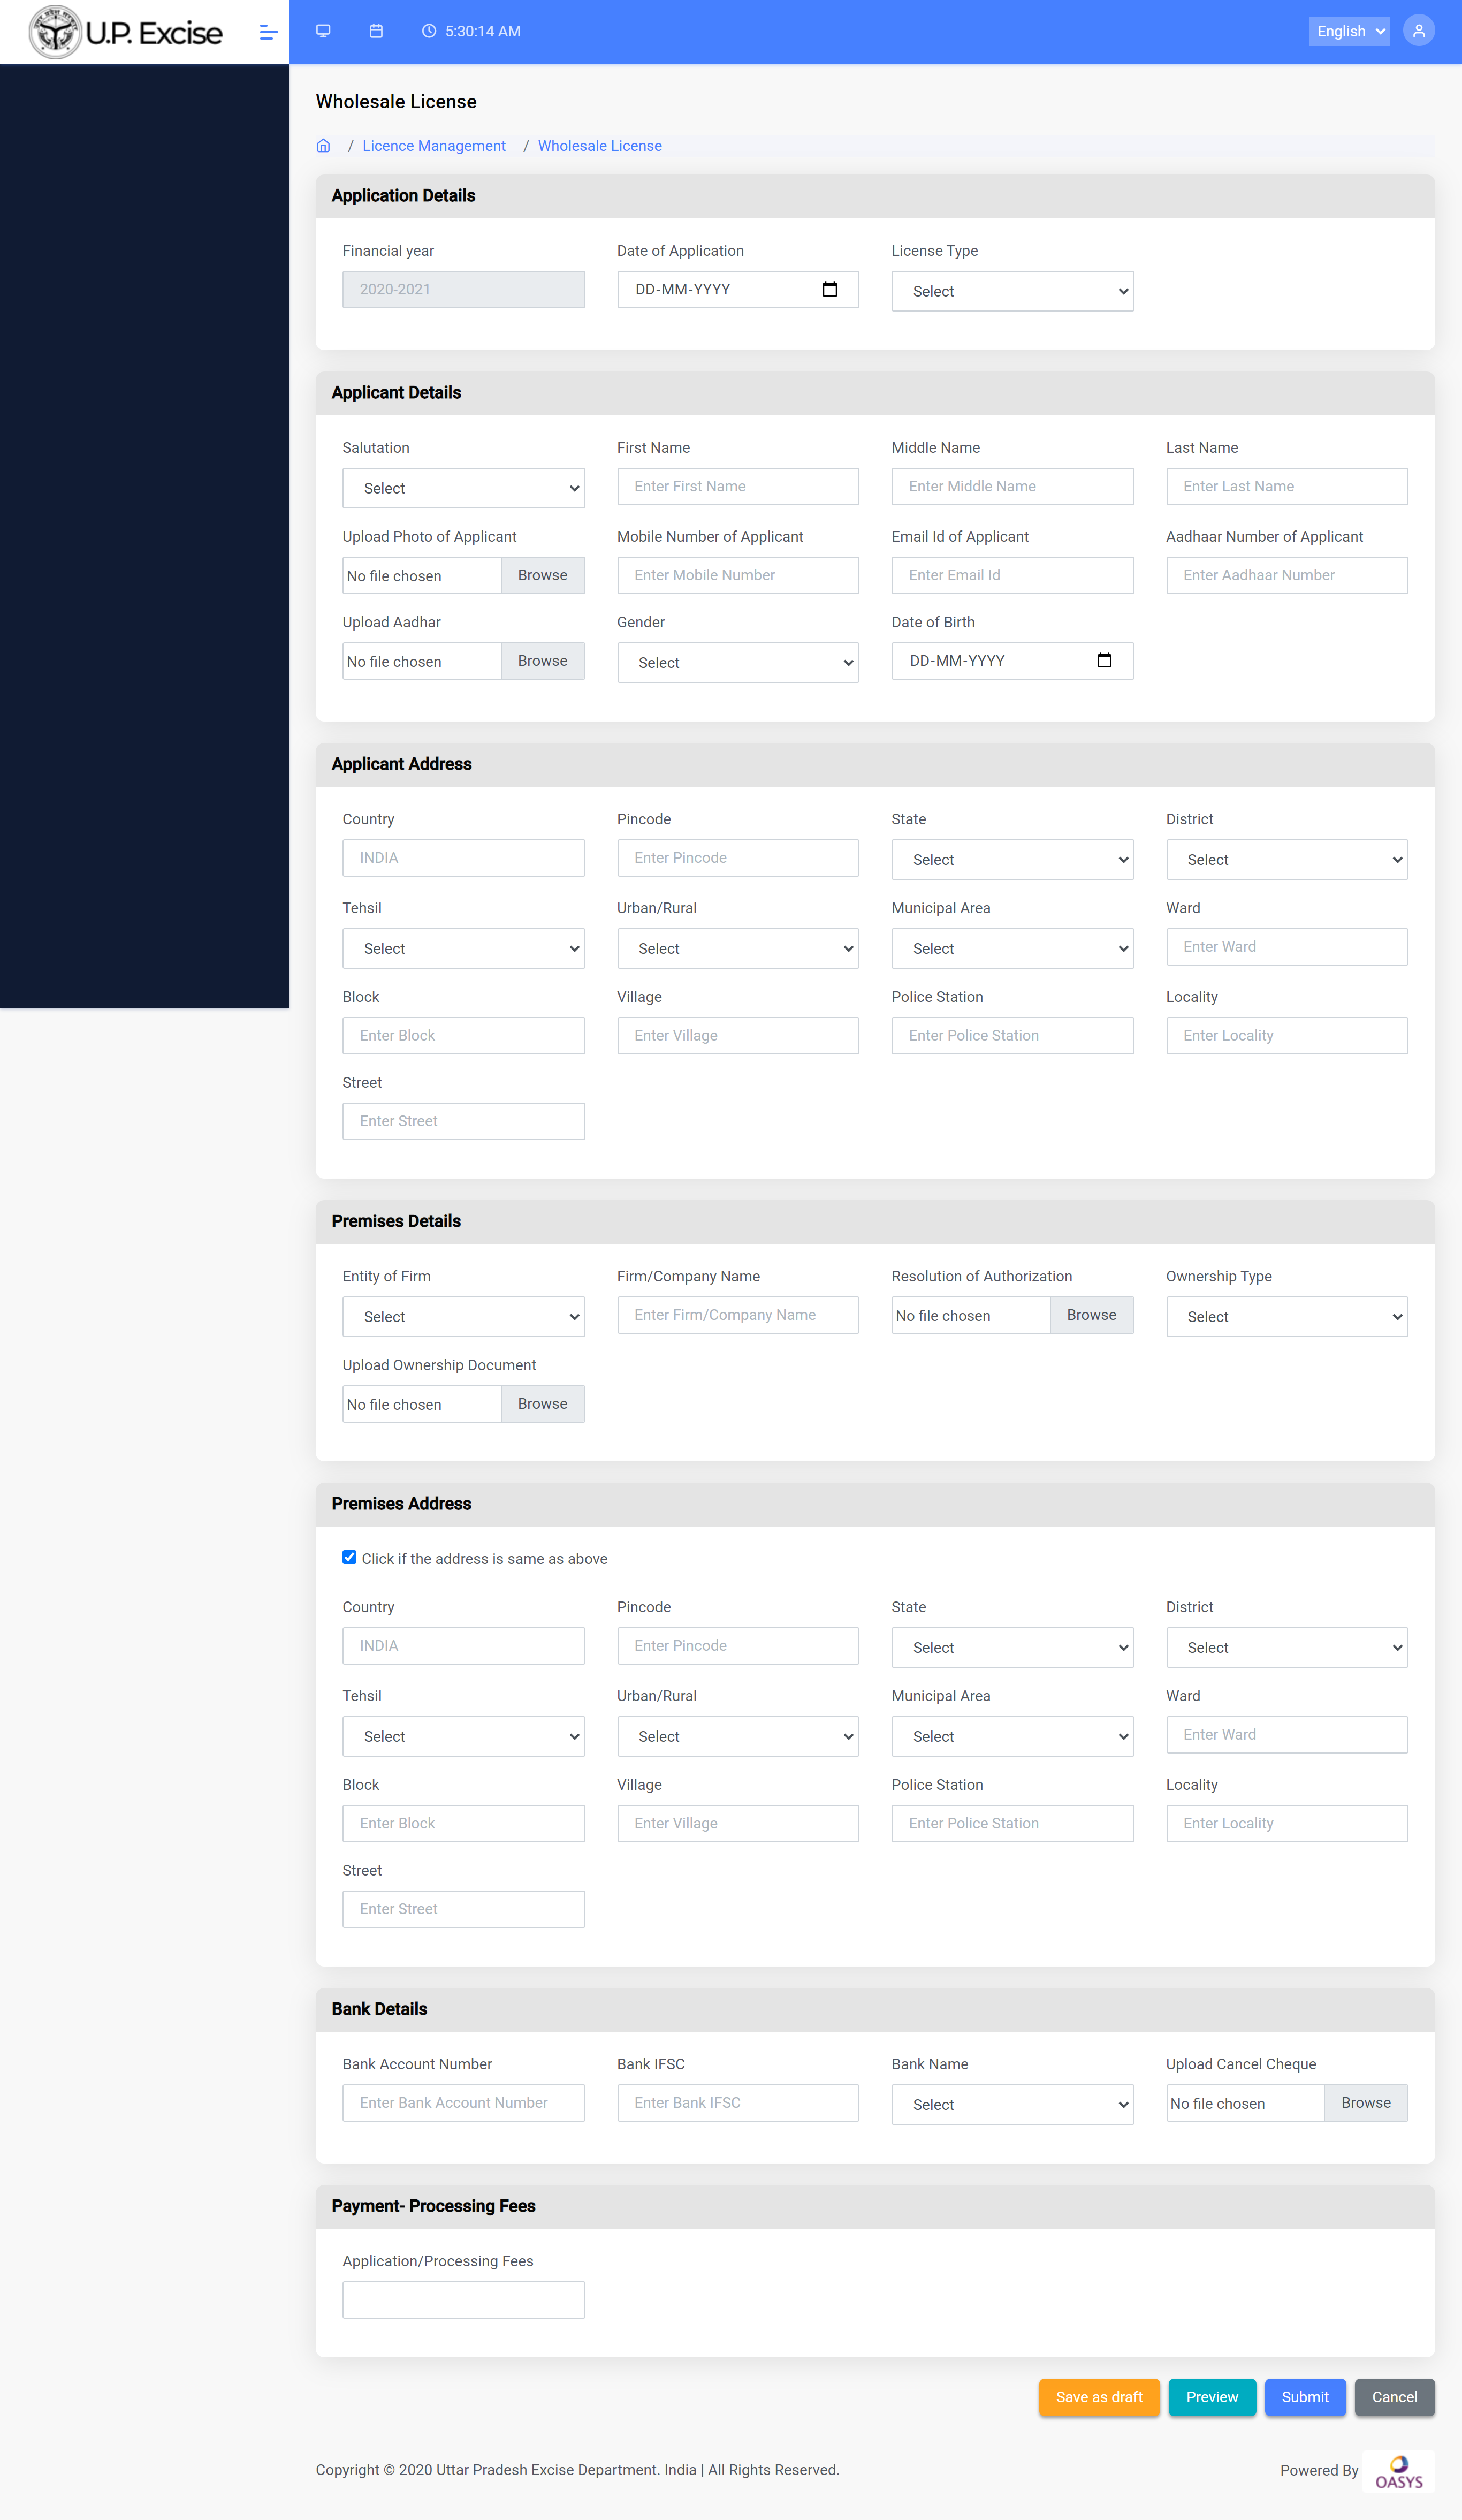 U.P. Excise
5:30:14 AM
English
Wholesale License
/ Licence Management / Wholesale License
Application Details
Financial year Date of Application License Type
2020-2021 DD-MM-YYYY Select
Applicant Details
Salutation First Name Middle Name Last Name
Select Enter First Name Enter Middle Name Enter Last Name
Upload Photo of Applicant Mobile Number of Applicant Email Id of Applicant Aadhaar Number of Applicant
No file chosen Browse Enter Mobile Number Enter Email Id Enter Aadhaar Number
Upload Aadhar Gender Date of Birth
No file chosen Browse Select DD-MM-YYYY
Applicant Address
Country Pincode State District
INDIA Enter Pincode Select Select
Tehsil Urban/Rural Municipal Area Ward
Select Select Select Enter Ward
Block Village Police Station Locality
Enter Block Enter Village Enter Police Station Enter Locality
Street
Enter Street
Premises Details
Entity of Firm Firm/Company Name Resolution of Authorization Ownership Type
Select Enter Firm/Company Name No file chosen Browse Select
Upload Ownership Document
No file chosen Browse
Premises Address
Click if the address is same as above
Country Pincode State District
INDIA Enter Pincode Select Select
Tehsil Urban/Rural Municipal Area Ward
Select Select Select Enter Ward
Block Village Police Station Locality
Enter Block Enter Village Enter Police Station Enter Locality
Street
Enter Street
Bank Details
Bank Account Number Bank IFSC Bank Name Upload Cancel Cheque
Enter Bank Account Number Enter Bank IFSC Select No file chosen Browse
Payment- Processing Fees
Application/Processing Fees
Save as draft Preview Submit Cancel
Copyright © 2020 Uttar Pradesh Excise Department. India | All Rights Reserved. Powered By OASYS